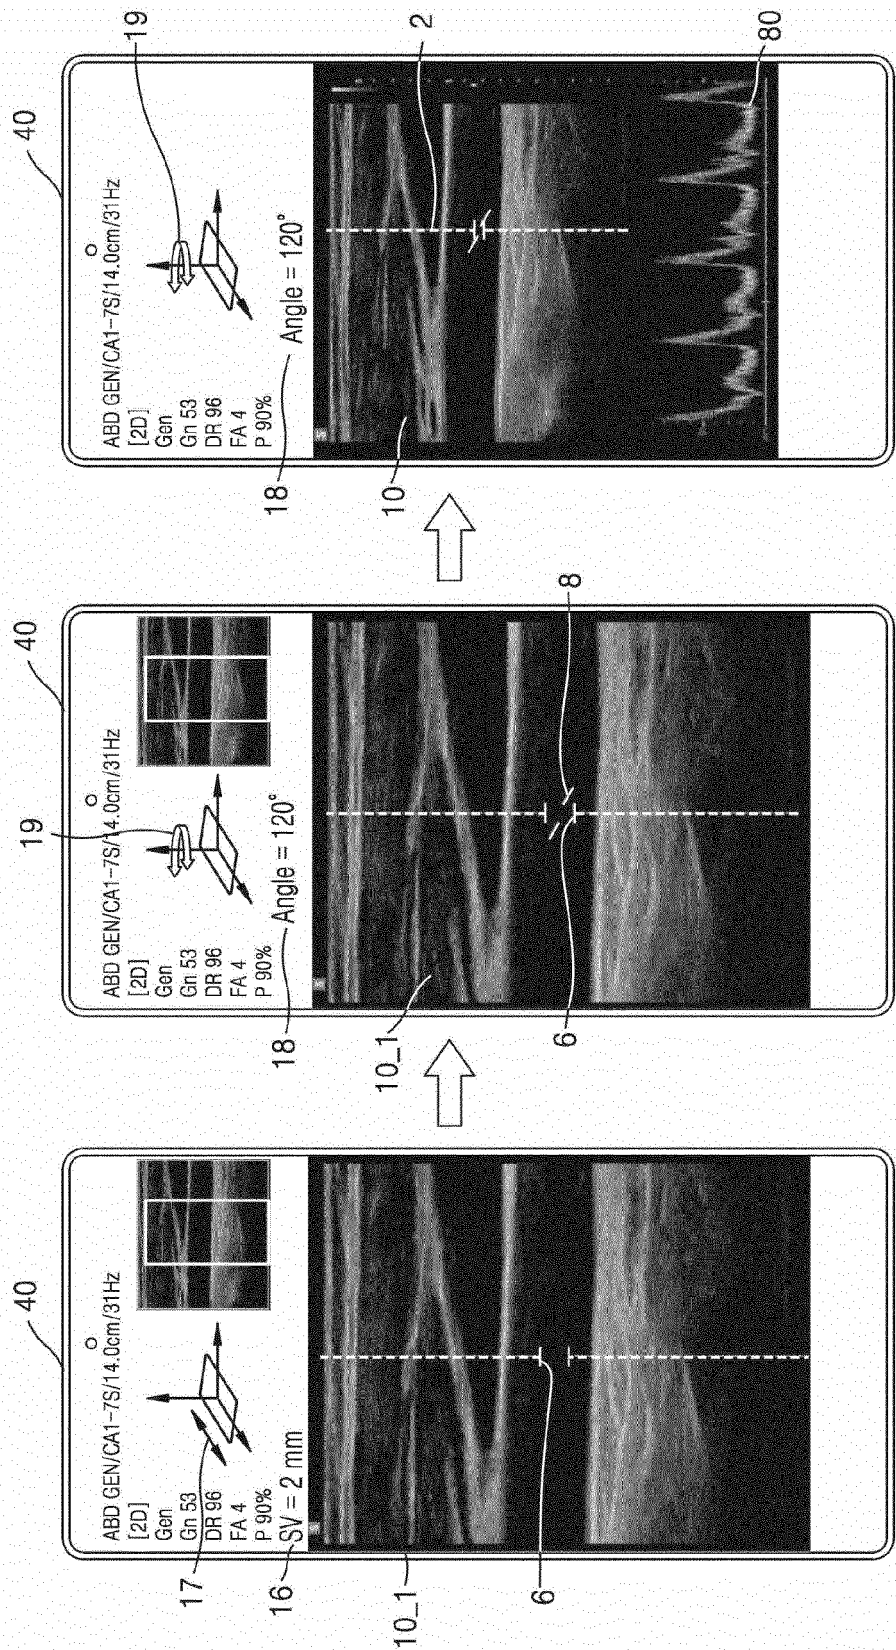 40
ABD GEN/CA1-7S/14.0cm/31Hz
[2D]
Gen
Gn 53
DR 96
FA 4
P 90%
17
16
SV = 2 mm
10_1
6
40
19
ABD GEN/CA1-7S/14.0cm/31Hz
[2D]
Gen
Gn 53
DR 96
FA 4
P 90%
18
Angle = 120°
10_1
8
6
40
19
ABD GEN/CA1-7S/14.0cm/31Hz
[2D]
Gen
Gn 53
DR 96
FA 4
P 90%
18
Angle = 120°
10
2
80